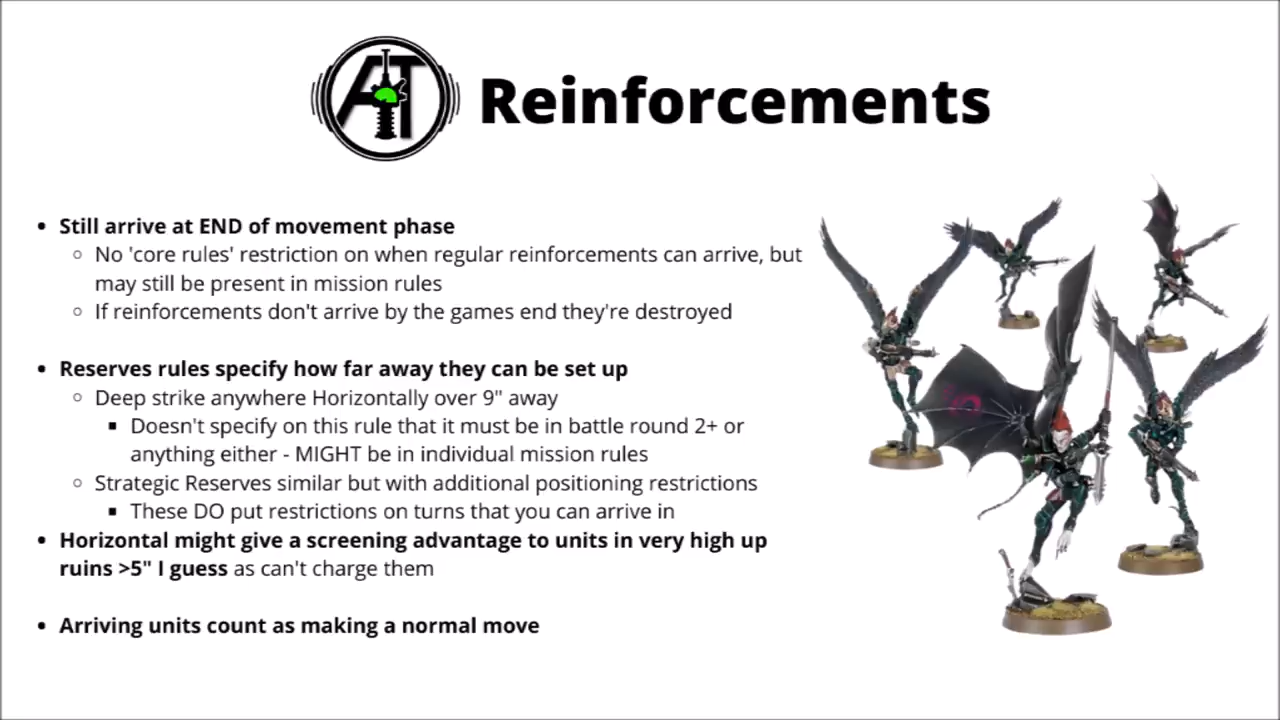 AT
Reinforcements
• Still arrive at END of movement phase
○ No 'core rules' restriction on when regular reinforcements can arrive, but
may still be present in mission rules
○ If reinforcements don't arrive by the games end they're destroyed
• Reserves rules specify how far away they can be set up
○ Deep strike anywhere Horizontally over 9" away
▪ Doesn't specify on this rule that it must be in battle round 2+ or
anything either - MIGHT be in individual mission rules
○ Strategic Reserves similar but with additional positioning restrictions
▪ These DO put restrictions on turns that you can arrive in
• Horizontal might give a screening advantage to units in very high up
ruins >5" I guess as can't charge them
• Arriving units count as making a normal move